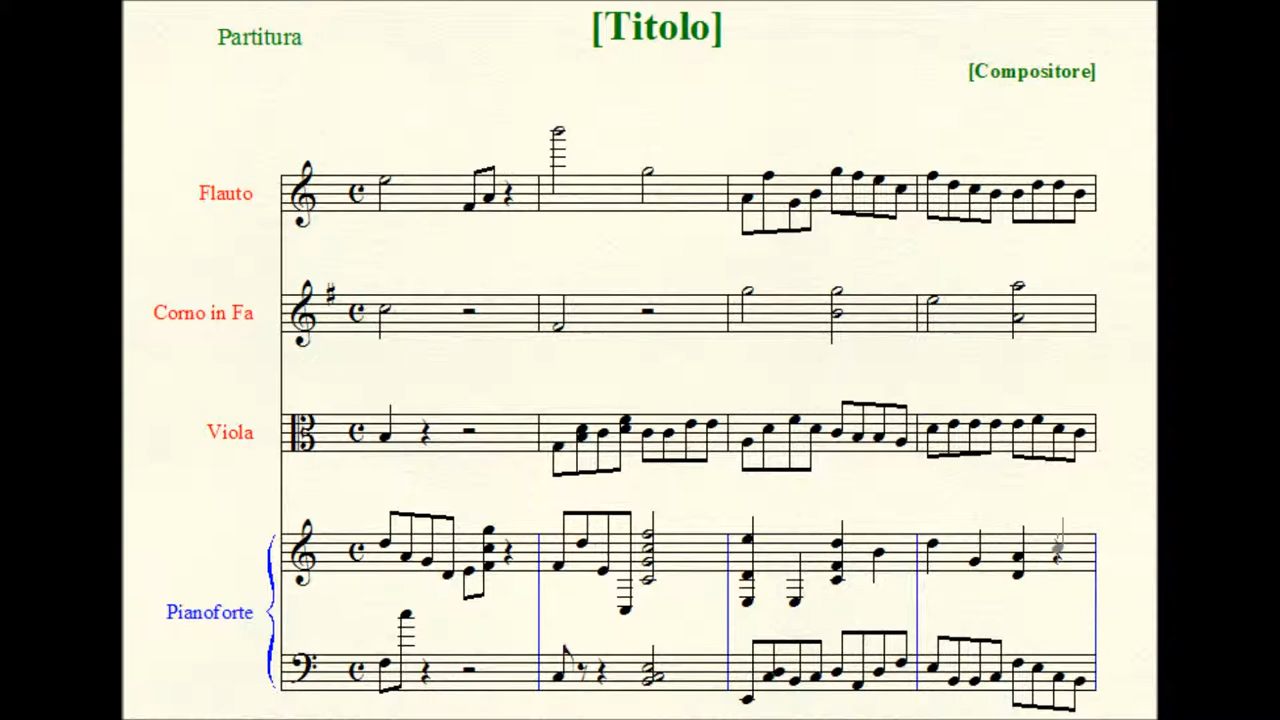 Partitura
[Titolo]
[Compositore]
Flauto
Corno in Fa
Viola
Pianoforte